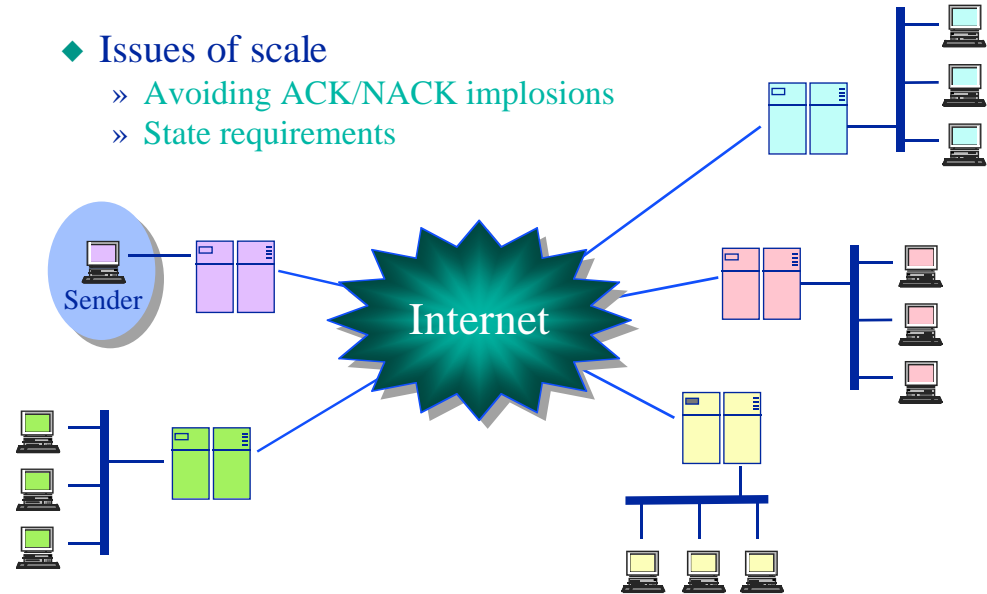 ◆ Issues of scale
» Avoiding ACK/NACK implosions
» State requirements
Sender
Internet